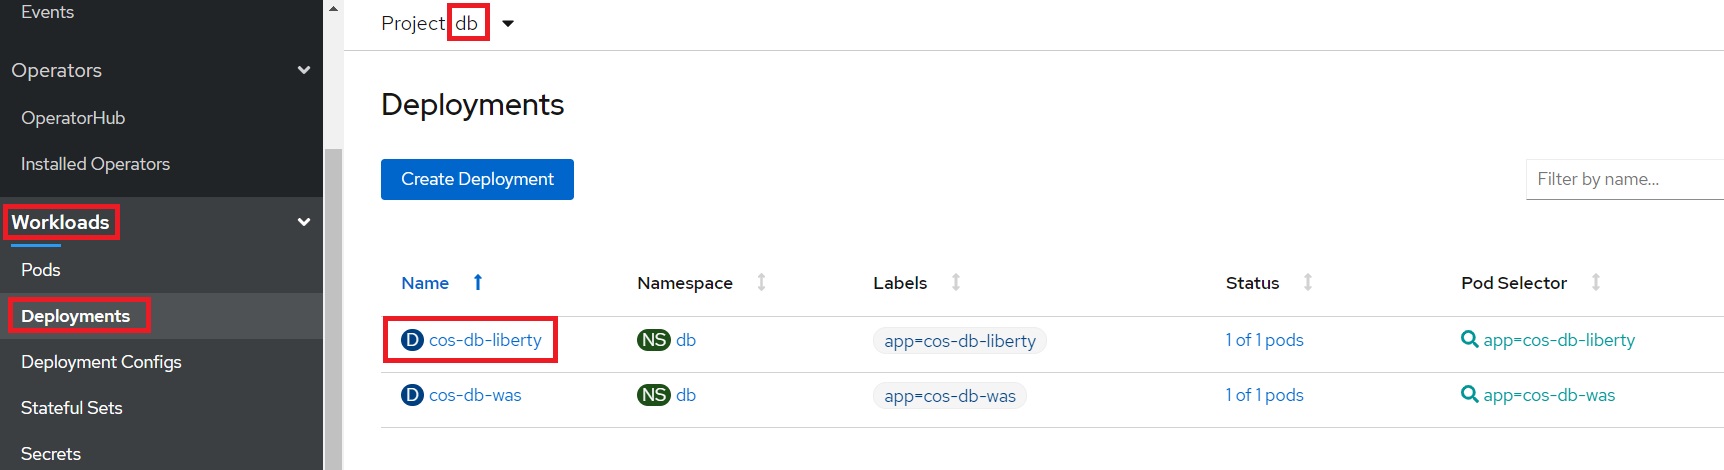 Events
Operators
OperatorHub
Installed Operators
Workloads
Pods
Deployments
Deployment Configs
Stateful Sets
Secrets
Project: db
Deployments
Create Deployment
Filter by name...
Name Namespace Labels Status Pod Selector
D cos-db-liberty NS db app=cos-db-liberty 1 of 1 pods app=cos-db-liberty
D cos-db-was NS db app=cos-db-was 1 of 1 pods app=cos-db-was